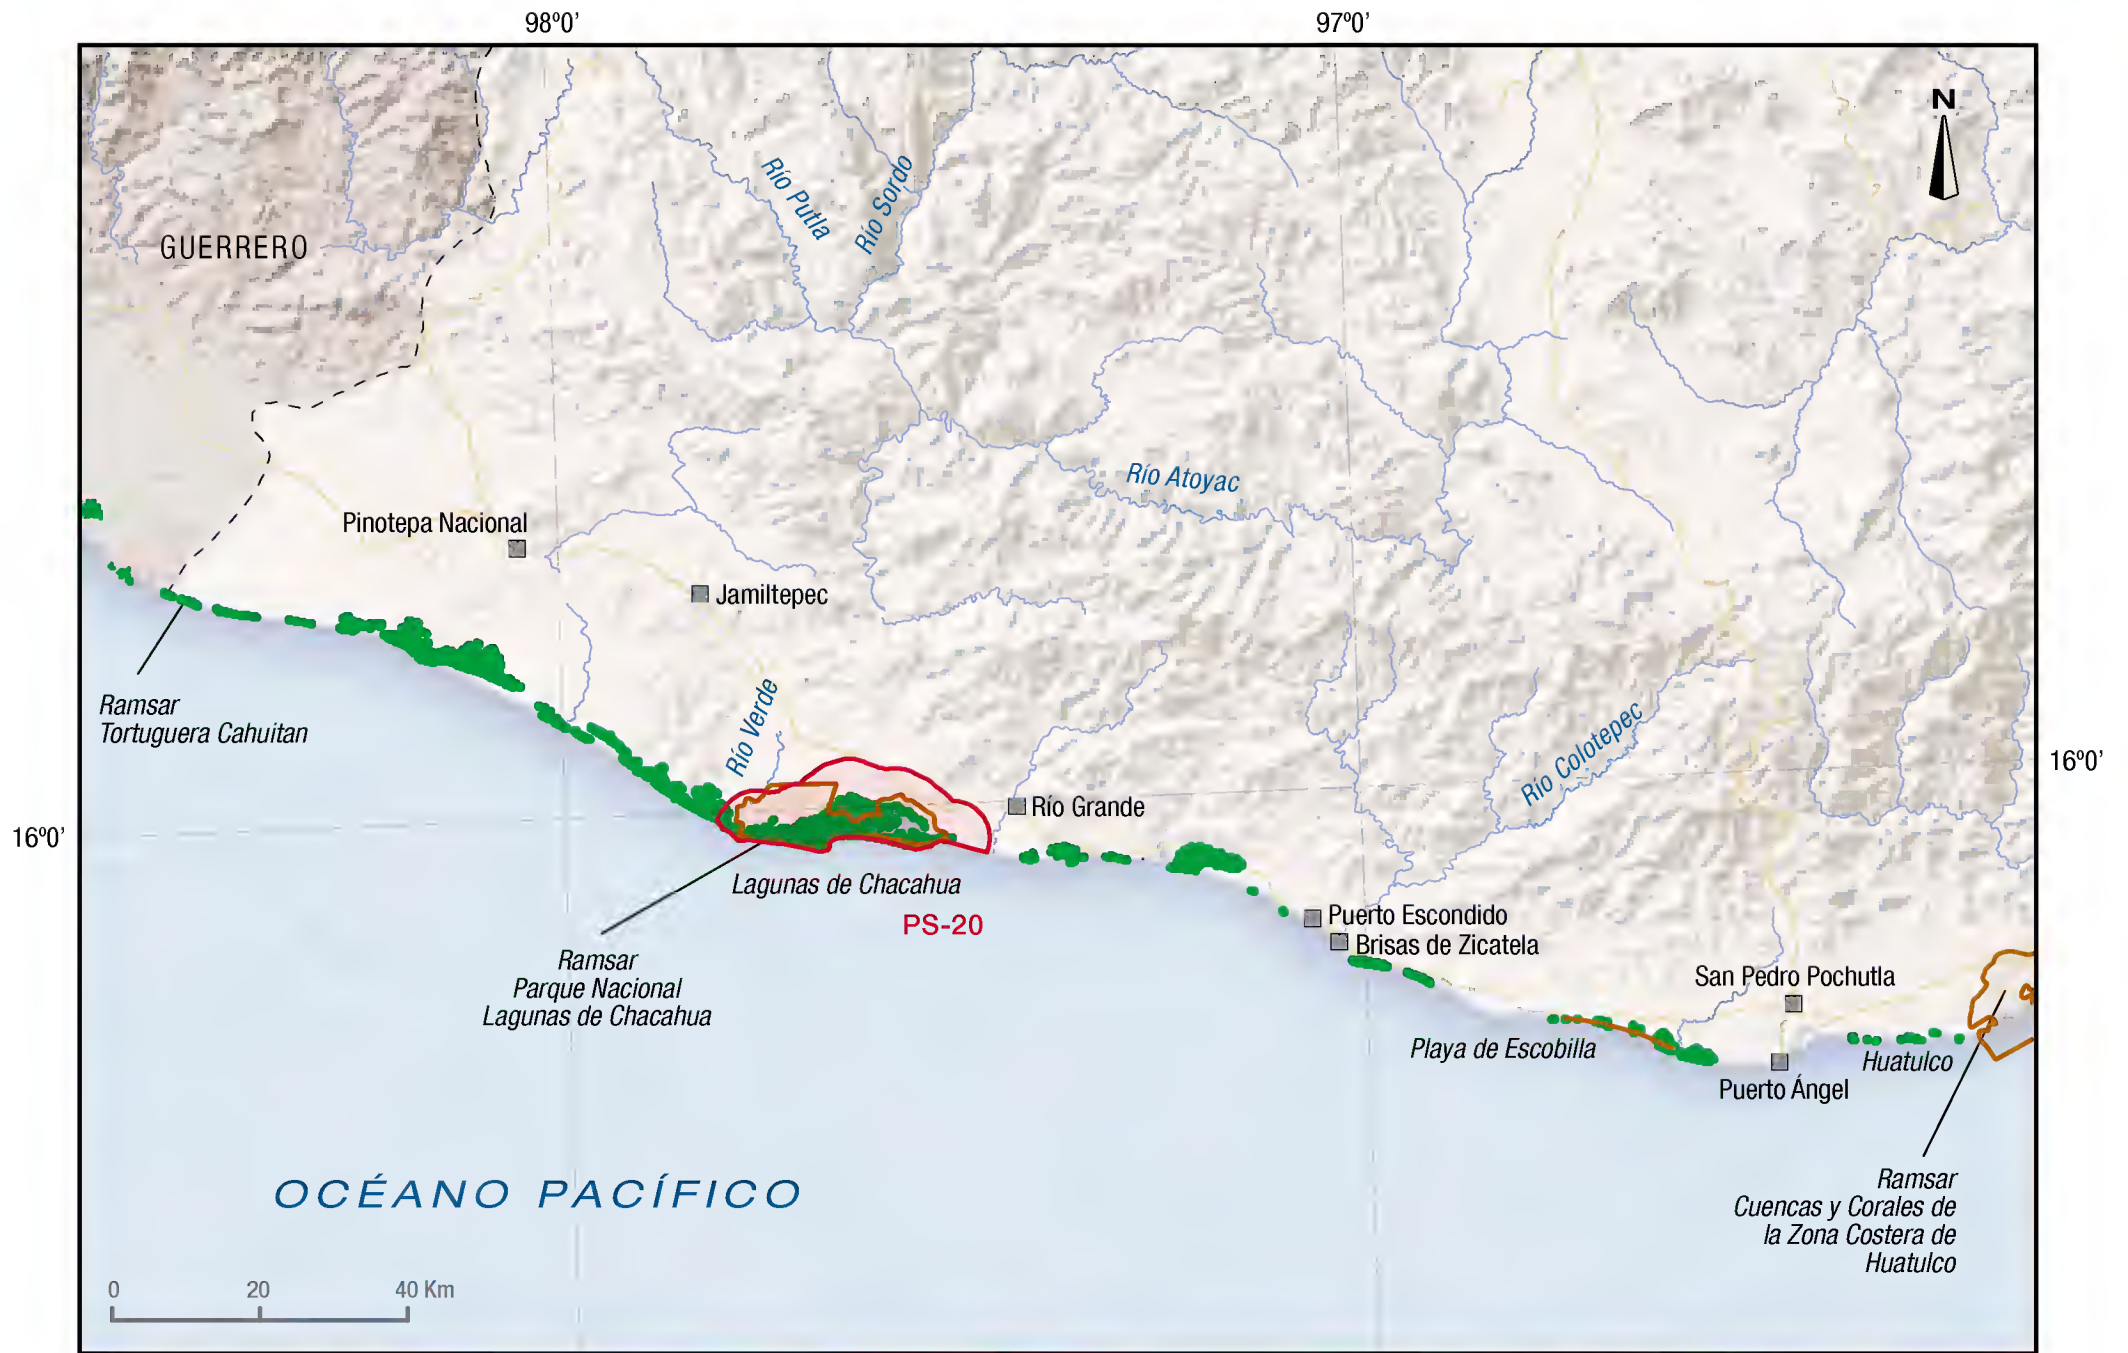 98º0’
97º0’
N
Río Putla
Río Sordo
GUERRERO
Río Atoyac
Pinotepa Nacional
Jamiltepec
Ramsar
Tortuguera Cahuitan
Río Verde
Río Colotepec
16º0’
Río Grande
16º0’
Lagunas de Chacahua
PS-20
Puerto Escondido
Brisas de Zicatela
Ramsar
Parque Nacional
Lagunas de Chacahua
San Pedro Pochutla
Playa de Escobilla
Huatulco
Puerto Ángel
Ramsar
Cuencas y Corales de
la Zona Costera de
Huatulco
OCÉANO PACÍFICO
0 20 40 Km